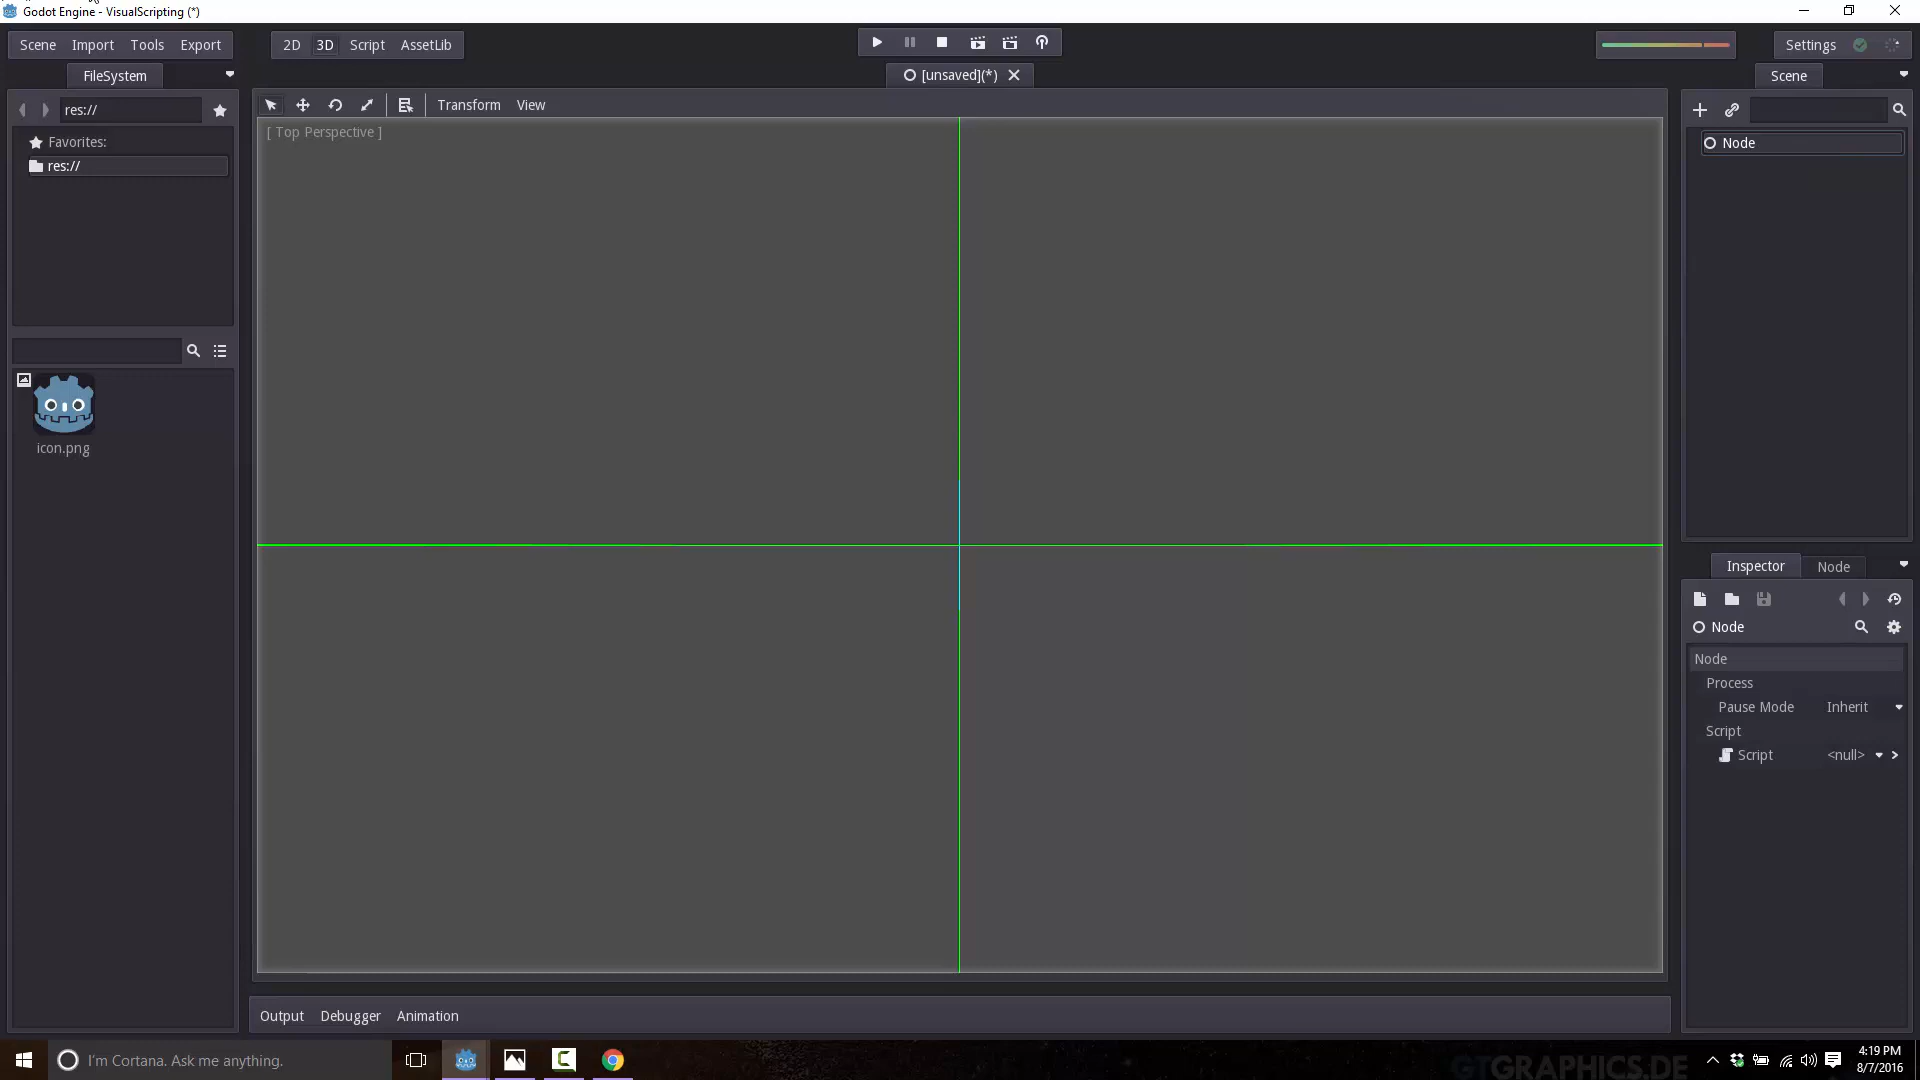 Godot Engine - VisualScripting (*)
Scene Import Tools Export
2D 3D Script AssetLib
Settings
FileSystem
[unsaved](*)
Scene
res://
Transform View
Favorites:
res://
[ Top Perspective ]
Node
icon.png
Inspector Node
Node
Node
Process
Pause Mode Inherit
Script
Script <null>
Output Debugger Animation
I'm Cortana. Ask me anything.
GTGRAPHICS.DE
4:19 PM
8/7/2016